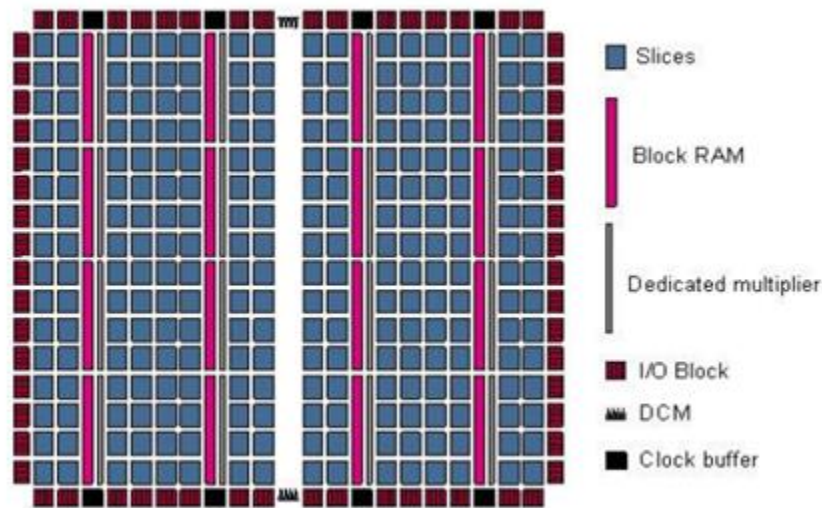 Slices
Block RAM
Dedicated multiplier
I/O Block
DCM
Clock buffer